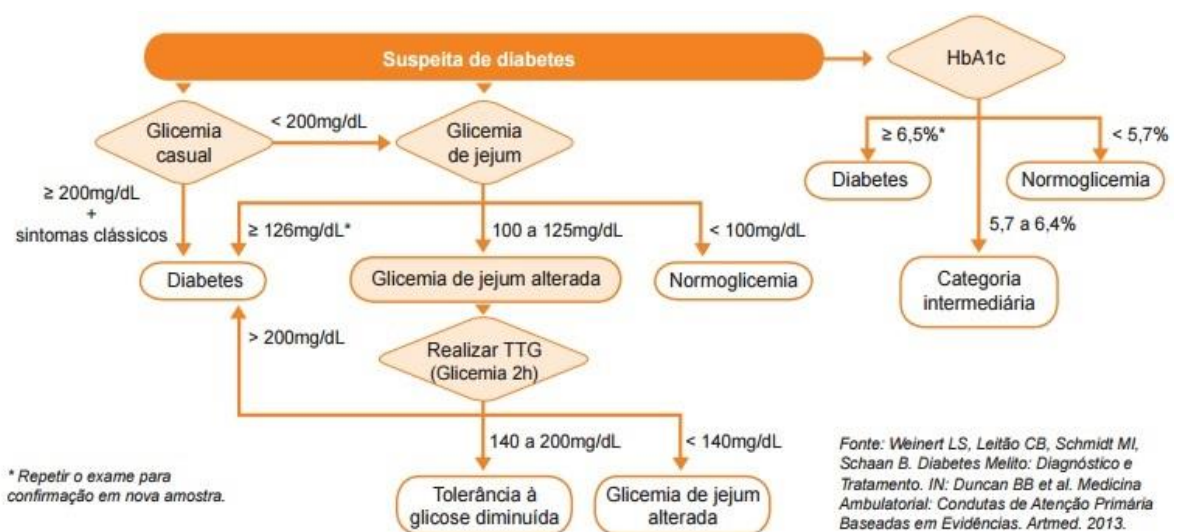 Suspeita de diabetes
HbA1c
Glicemia
casual
< 200mg/dL
Glicemia
de jejum
≥ 6,5%*
< 5,7%
Diabetes
Normoglicemia
≥ 200mg/dL
+
sintomas clássicos
≥ 126mg/dL*
100 a 125mg/dL
< 100mg/dL
5,7 a 6,4%
Diabetes
Glicemia de jejum alterada
Normoglicemia
Categoria
intermediária
> 200mg/dL
Realizar TTG
(Glicemia 2h)
140 a 200mg/dL
< 140mg/dL
Tolerância à
glicose diminuída
Glicemia de jejum
alterada
* Repetir o exame para
confirmação em nova amostra.
Fonte: Weinert LS, Leitão CB, Schmidt MI,
Schaan B. Diabetes Melito: Diagnóstico e
Tratamento. IN: Duncan BB et al. Medicina
Ambulatorial: Condutas de Atenção Primária
Baseadas em Evidências. Artmed. 2013.